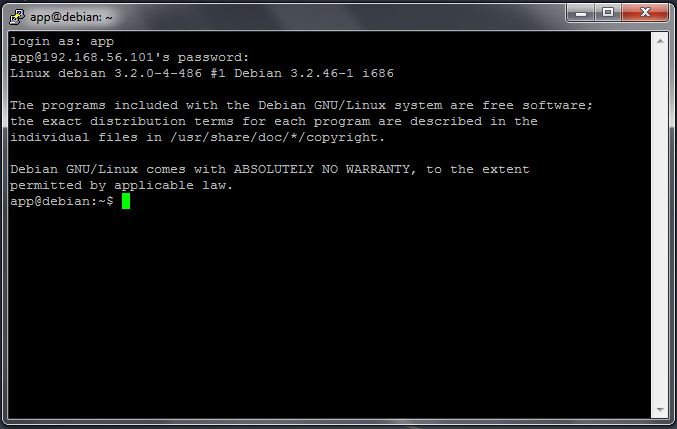 app@debian: ~
login as: app
app@192.168.56.101's password:
Linux debian 3.2.0-4-486 #1 Debian 3.2.46-1 i686
The programs included with the Debian GNU/Linux system are free software;
the exact distribution terms for each program are described in the
individual files in /usr/share/doc/*/copyright.
Debian GNU/Linux comes with ABSOLUTELY NO WARRANTY, to the extent
permitted by applicable law.
app@debian:~$